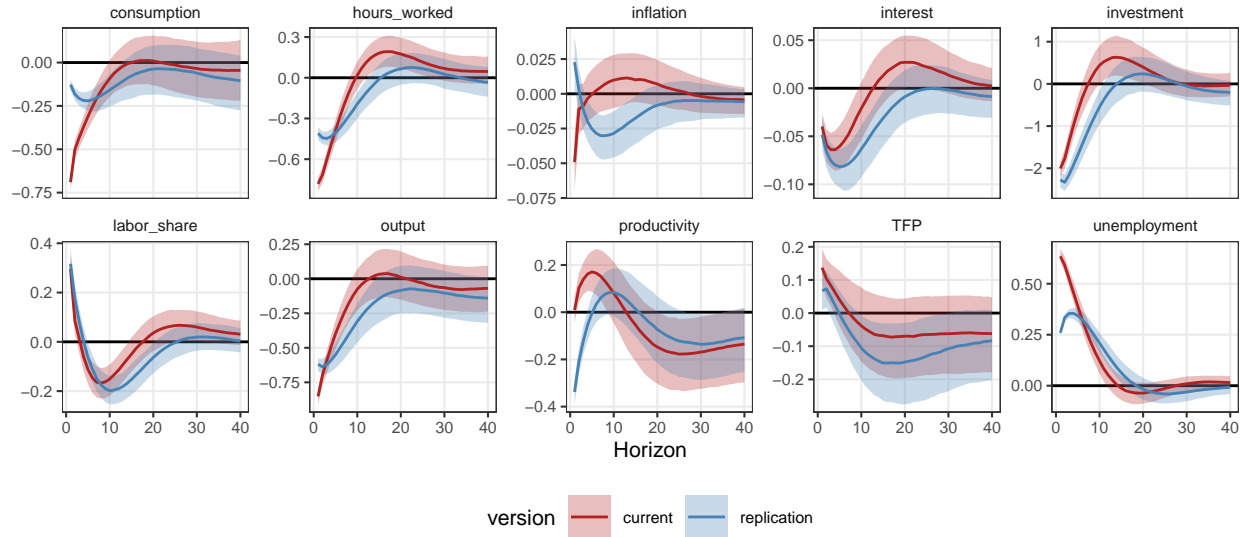 consumption hours_worked inflation interest investment
0.00 0.3 0.025 0.05 1
−0.25 0.0 0.000 0.00 0
−0.50 −0.3 −0.025 −0.05 −1
−0.75 −0.6 −0.050 −0.10 −2
−0.075
labor_share output productivity TFP unemployment
0.4 0.25 0.2 0.2 0.50
0.2 0.00 0.0 0.1 0.25
0.0 −0.25 −0.2 0.0 0.00
−0.2 −0.50 −0.4 −0.1
−0.75 −0.2
0 10 20 30 40 0 10 20 30 40 0 10 20 30 40 0 10 20 30 40 0 10 20 30 40
Horizon
version current replication